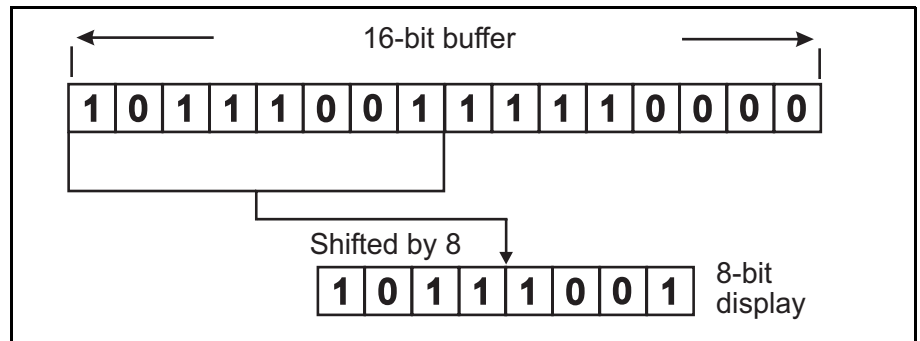 16-bit buffer
1 0 1 1 1 0 0 1 1 1 1 1 0 0 0 0
Shifted by 8
1 0 1 1 1 0 0 1
8-bit
display